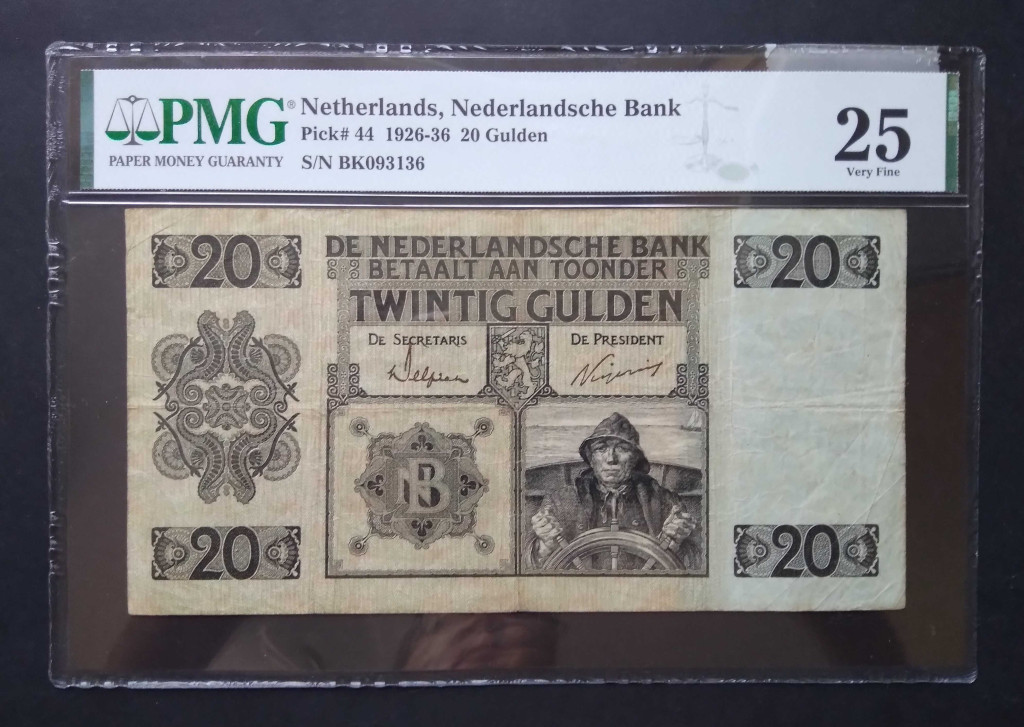 PMG® Netherlands, Nederlandsche Bank
Pick# 44 1926-36 20 Gulden
PAPER MONEY GUARANTY S/N BK093136
25
Very Fine
20 DE NEDERLANDSCHE BANK 20
BETAALT AAN TOONDER
TWINTIG GULDEN
DE SECRETARIS DE PRESIDENT
NB
20 20